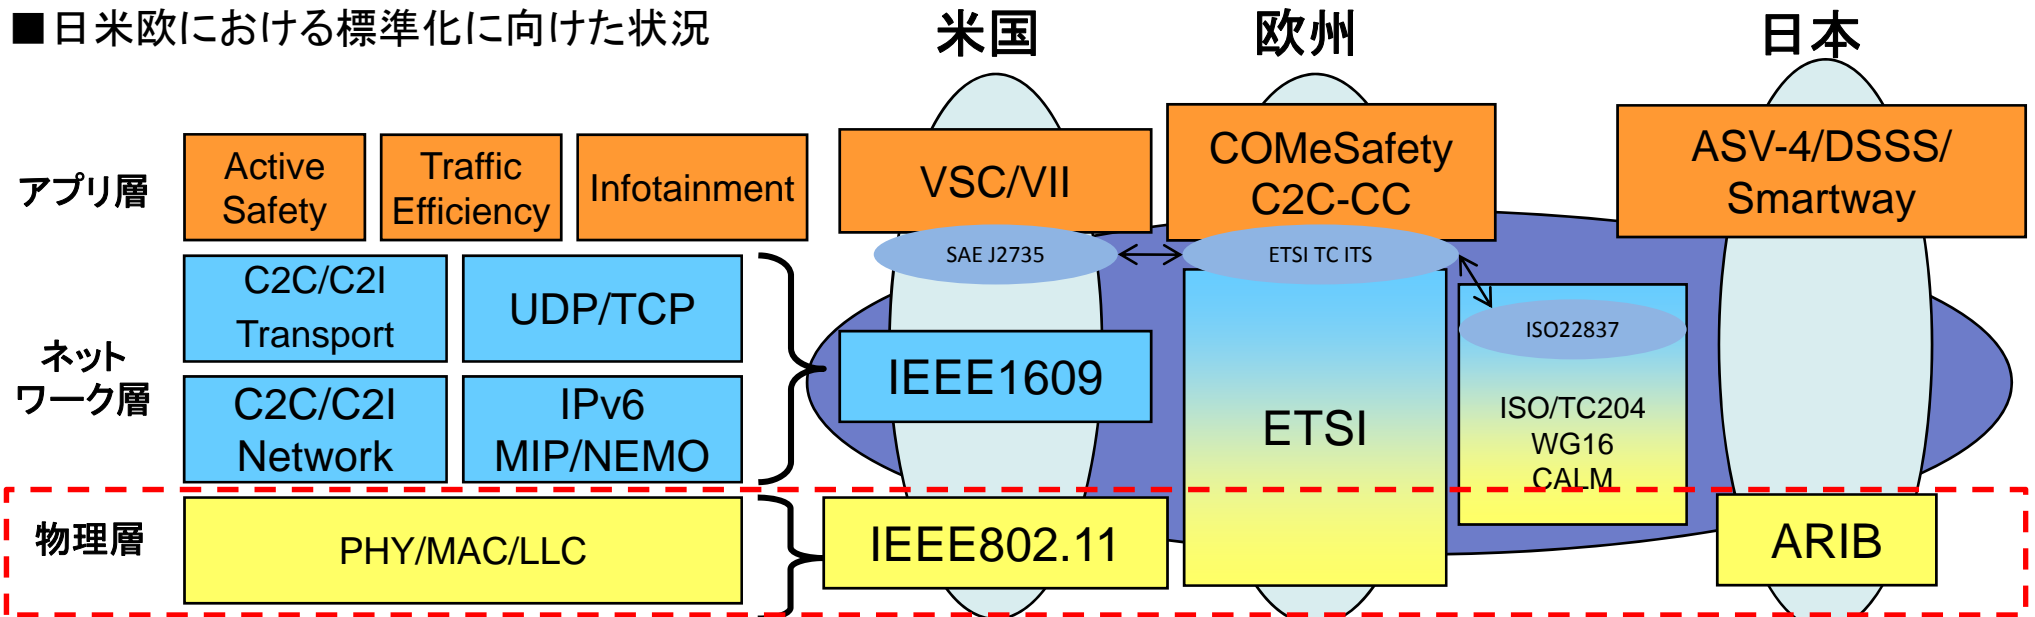 ■日米欧における標準化に向けた状況
米国
欧州
日本
アプリ層
Active
Safety
Traffic
Efficiency
Infotainment
VSC/VII
COMeSafety
C2C-CC
ASV-4/DSSS/
Smartway
SAE J2735
ETSI TC ITS
ネット
ワーク層
C2C/C2I
Transport
UDP/TCP
C2C/C2I
Network
IPv6
MIP/NEMO
IEEE1609
ETSI
ISO22837
ISO/TC204
WG16
CALM
物理層
PHY/MAC/LLC
IEEE802.11
ARIB